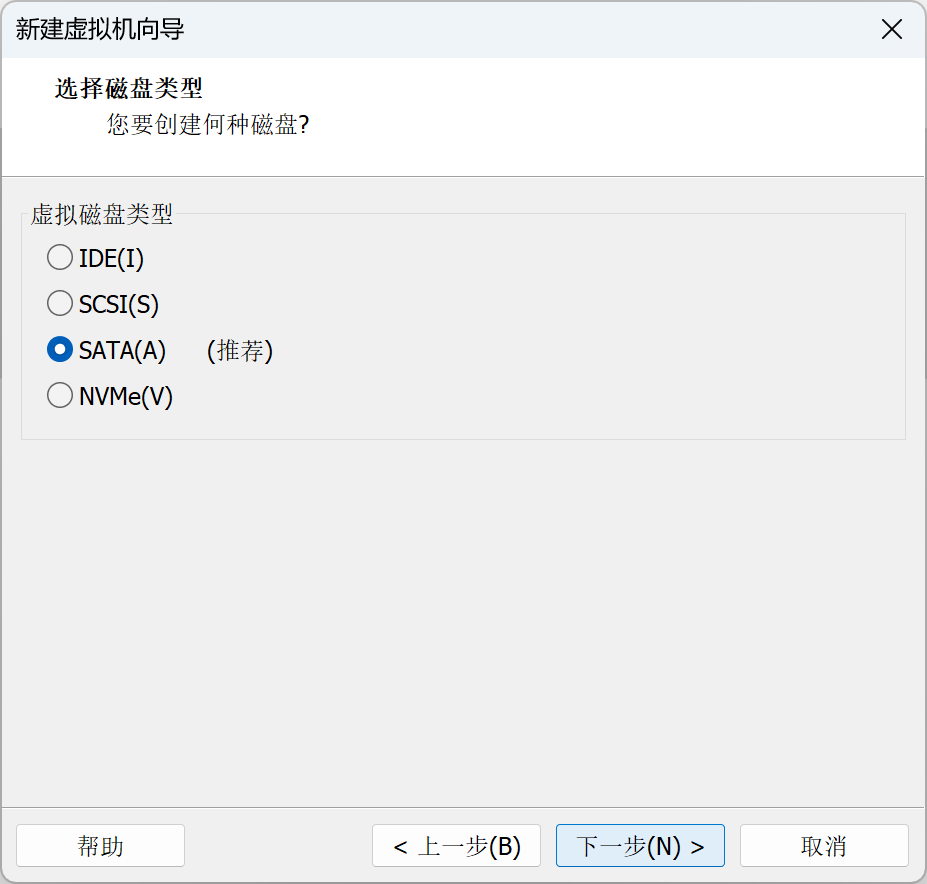 新建虚拟机向导
选择磁盘类型
您要创建何种磁盘?
虚拟磁盘类型
IDE(I)
SCSI(S)
SATA(A) (推荐)
NVMe(V)
帮助 < 上一步(B) 下一步(N) > 取消